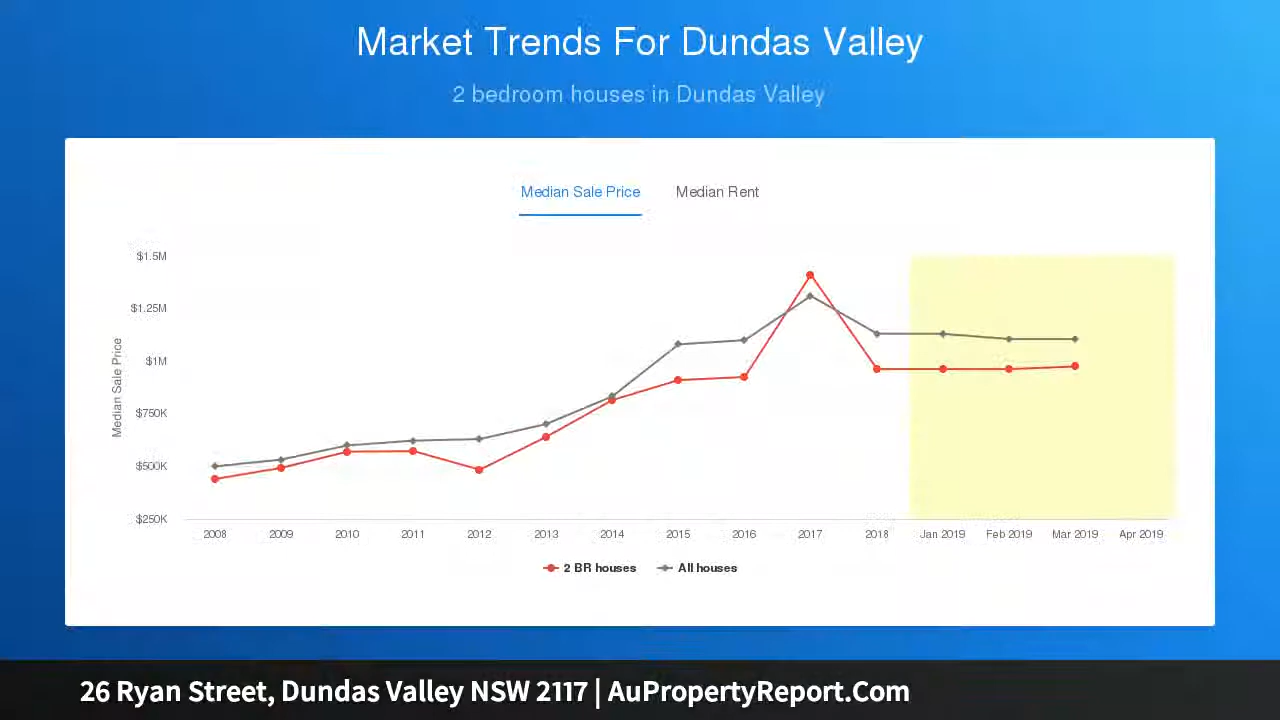 Market Trends For Dundas Valley
2 bedroom houses in Dundas Valley
Median Sale Price Median Rent
$1.5M
$1.25M
$1M
$750K
$500K
$250K
Median Sale Price
2008 2009 2010 2011 2012 2013 2014 2015 2016 2017 2018 Jan 2019 Feb 2019 Mar 2019 Apr 2019
2 BR houses All houses
26 Ryan Street, Dundas Valley NSW 2117 | AuPropertyReport.Com